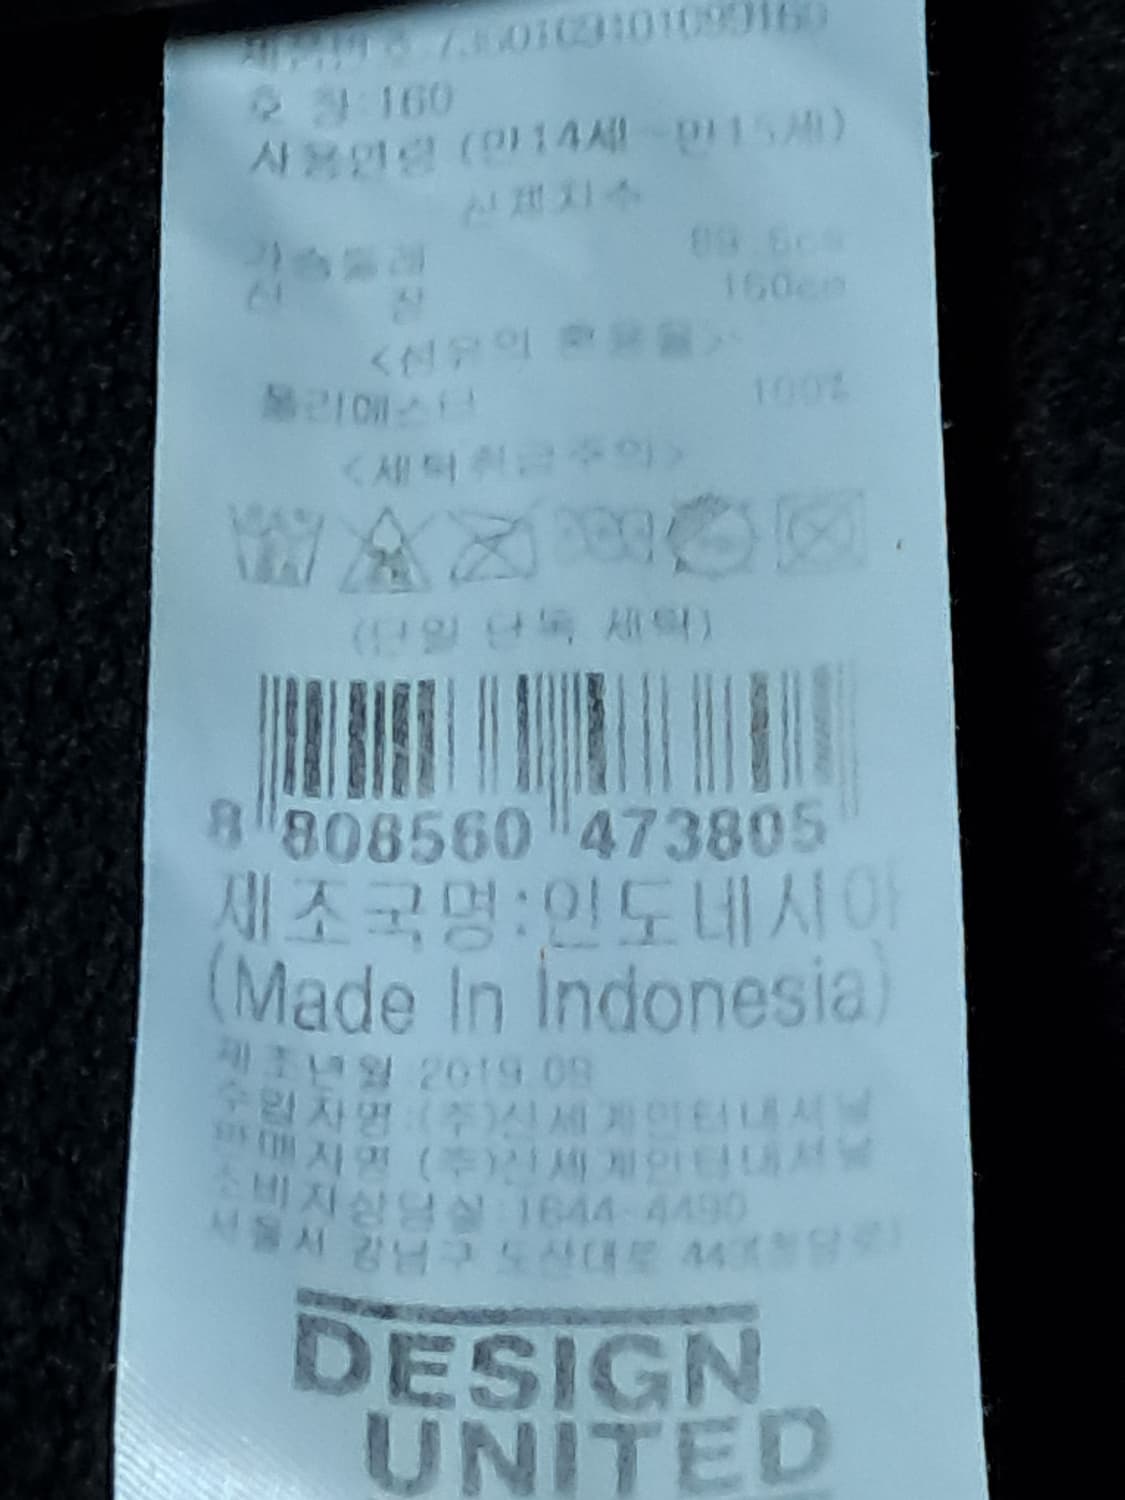 호 칭:160
사용연령 (만14세~만15세)
신체치수
가슴둘레
신 장 160cm
<섬유의 혼용율>
폴리에스터 100%
<세탁취급주의>
(단일 단독 세탁)
8 808560 473805
제조국명:인도네시아
(Made In Indonesia)
제조년월 2019.09
수입자명:(주)신세계인터내셔날
판매자명 (주)신세계인터내셔날
소비자상담실:1644-4490
서울시 강남구 도산대로
DESIGN
UNITED